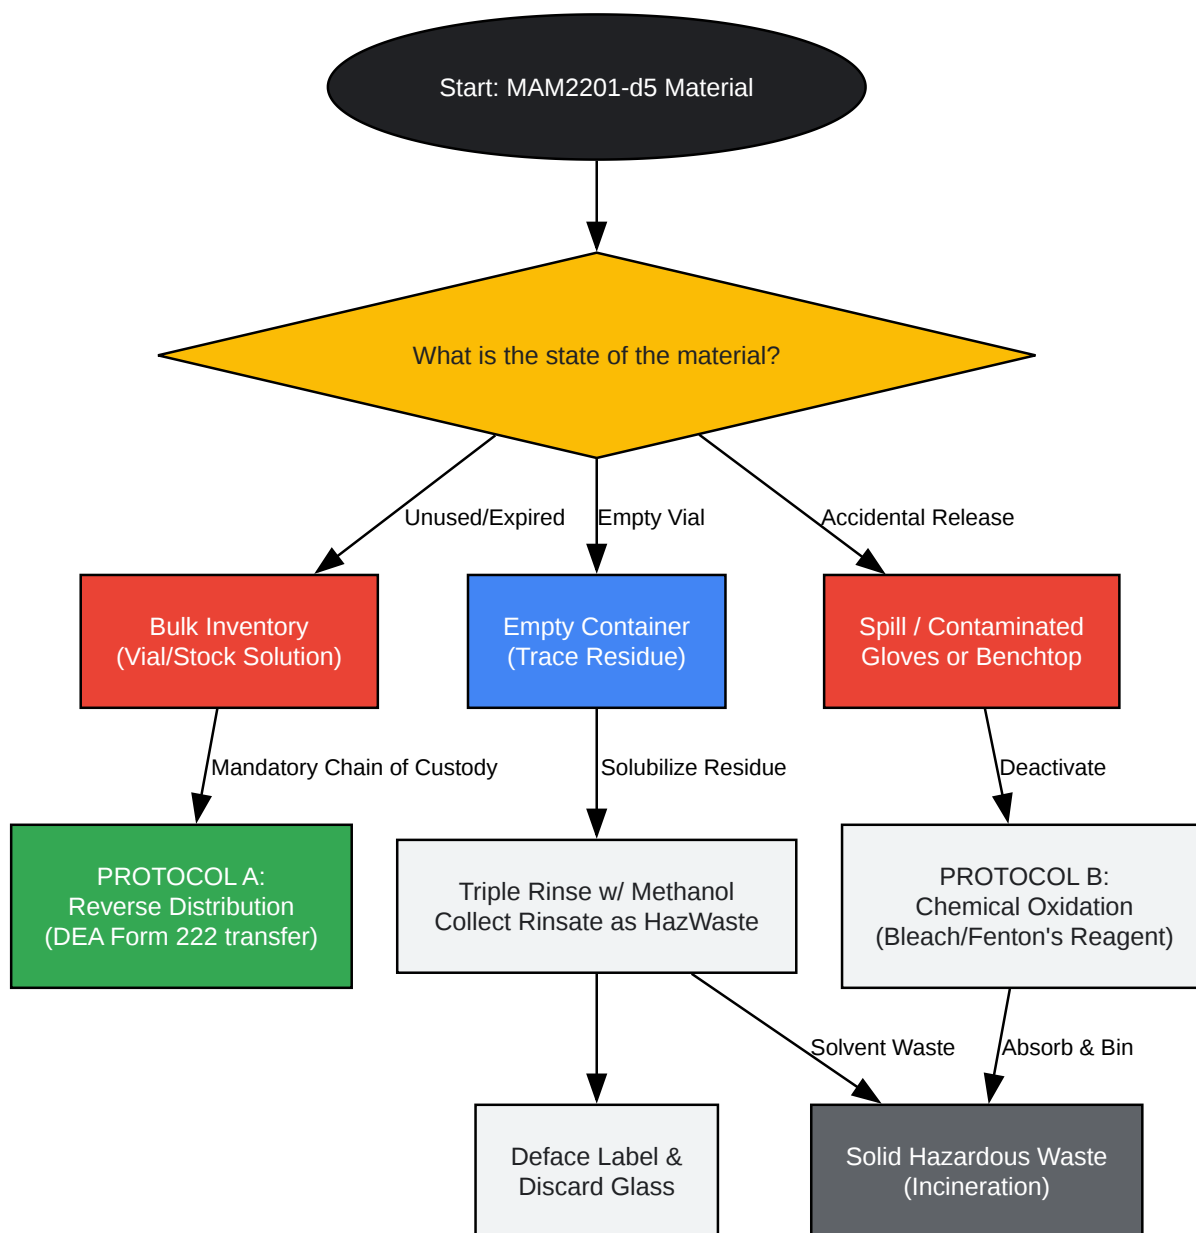 Start: MAM2201-d5 Material
What is the state of the material?
Unused/Expired
Empty Vial
Accidental Release
Bulk Inventory
(Vial/Stock Solution)
Empty Container
(Trace Residue)
Spill / Contaminated
Gloves or Benchtop
Mandatory Chain of Custody
Solubilize Residue
Deactivate
PROTOCOL A:
Reverse Distribution
(DEA Form 222 transfer)
Triple Rinse w/ Methanol
Collect Rinsate as HazWaste
PROTOCOL B:
Chemical Oxidation
(Bleach/Fenton's Reagent)
Solvent Waste
Absorb & Bin
Deface Label &
Discard Glass
Solid Hazardous Waste
(Incineration)